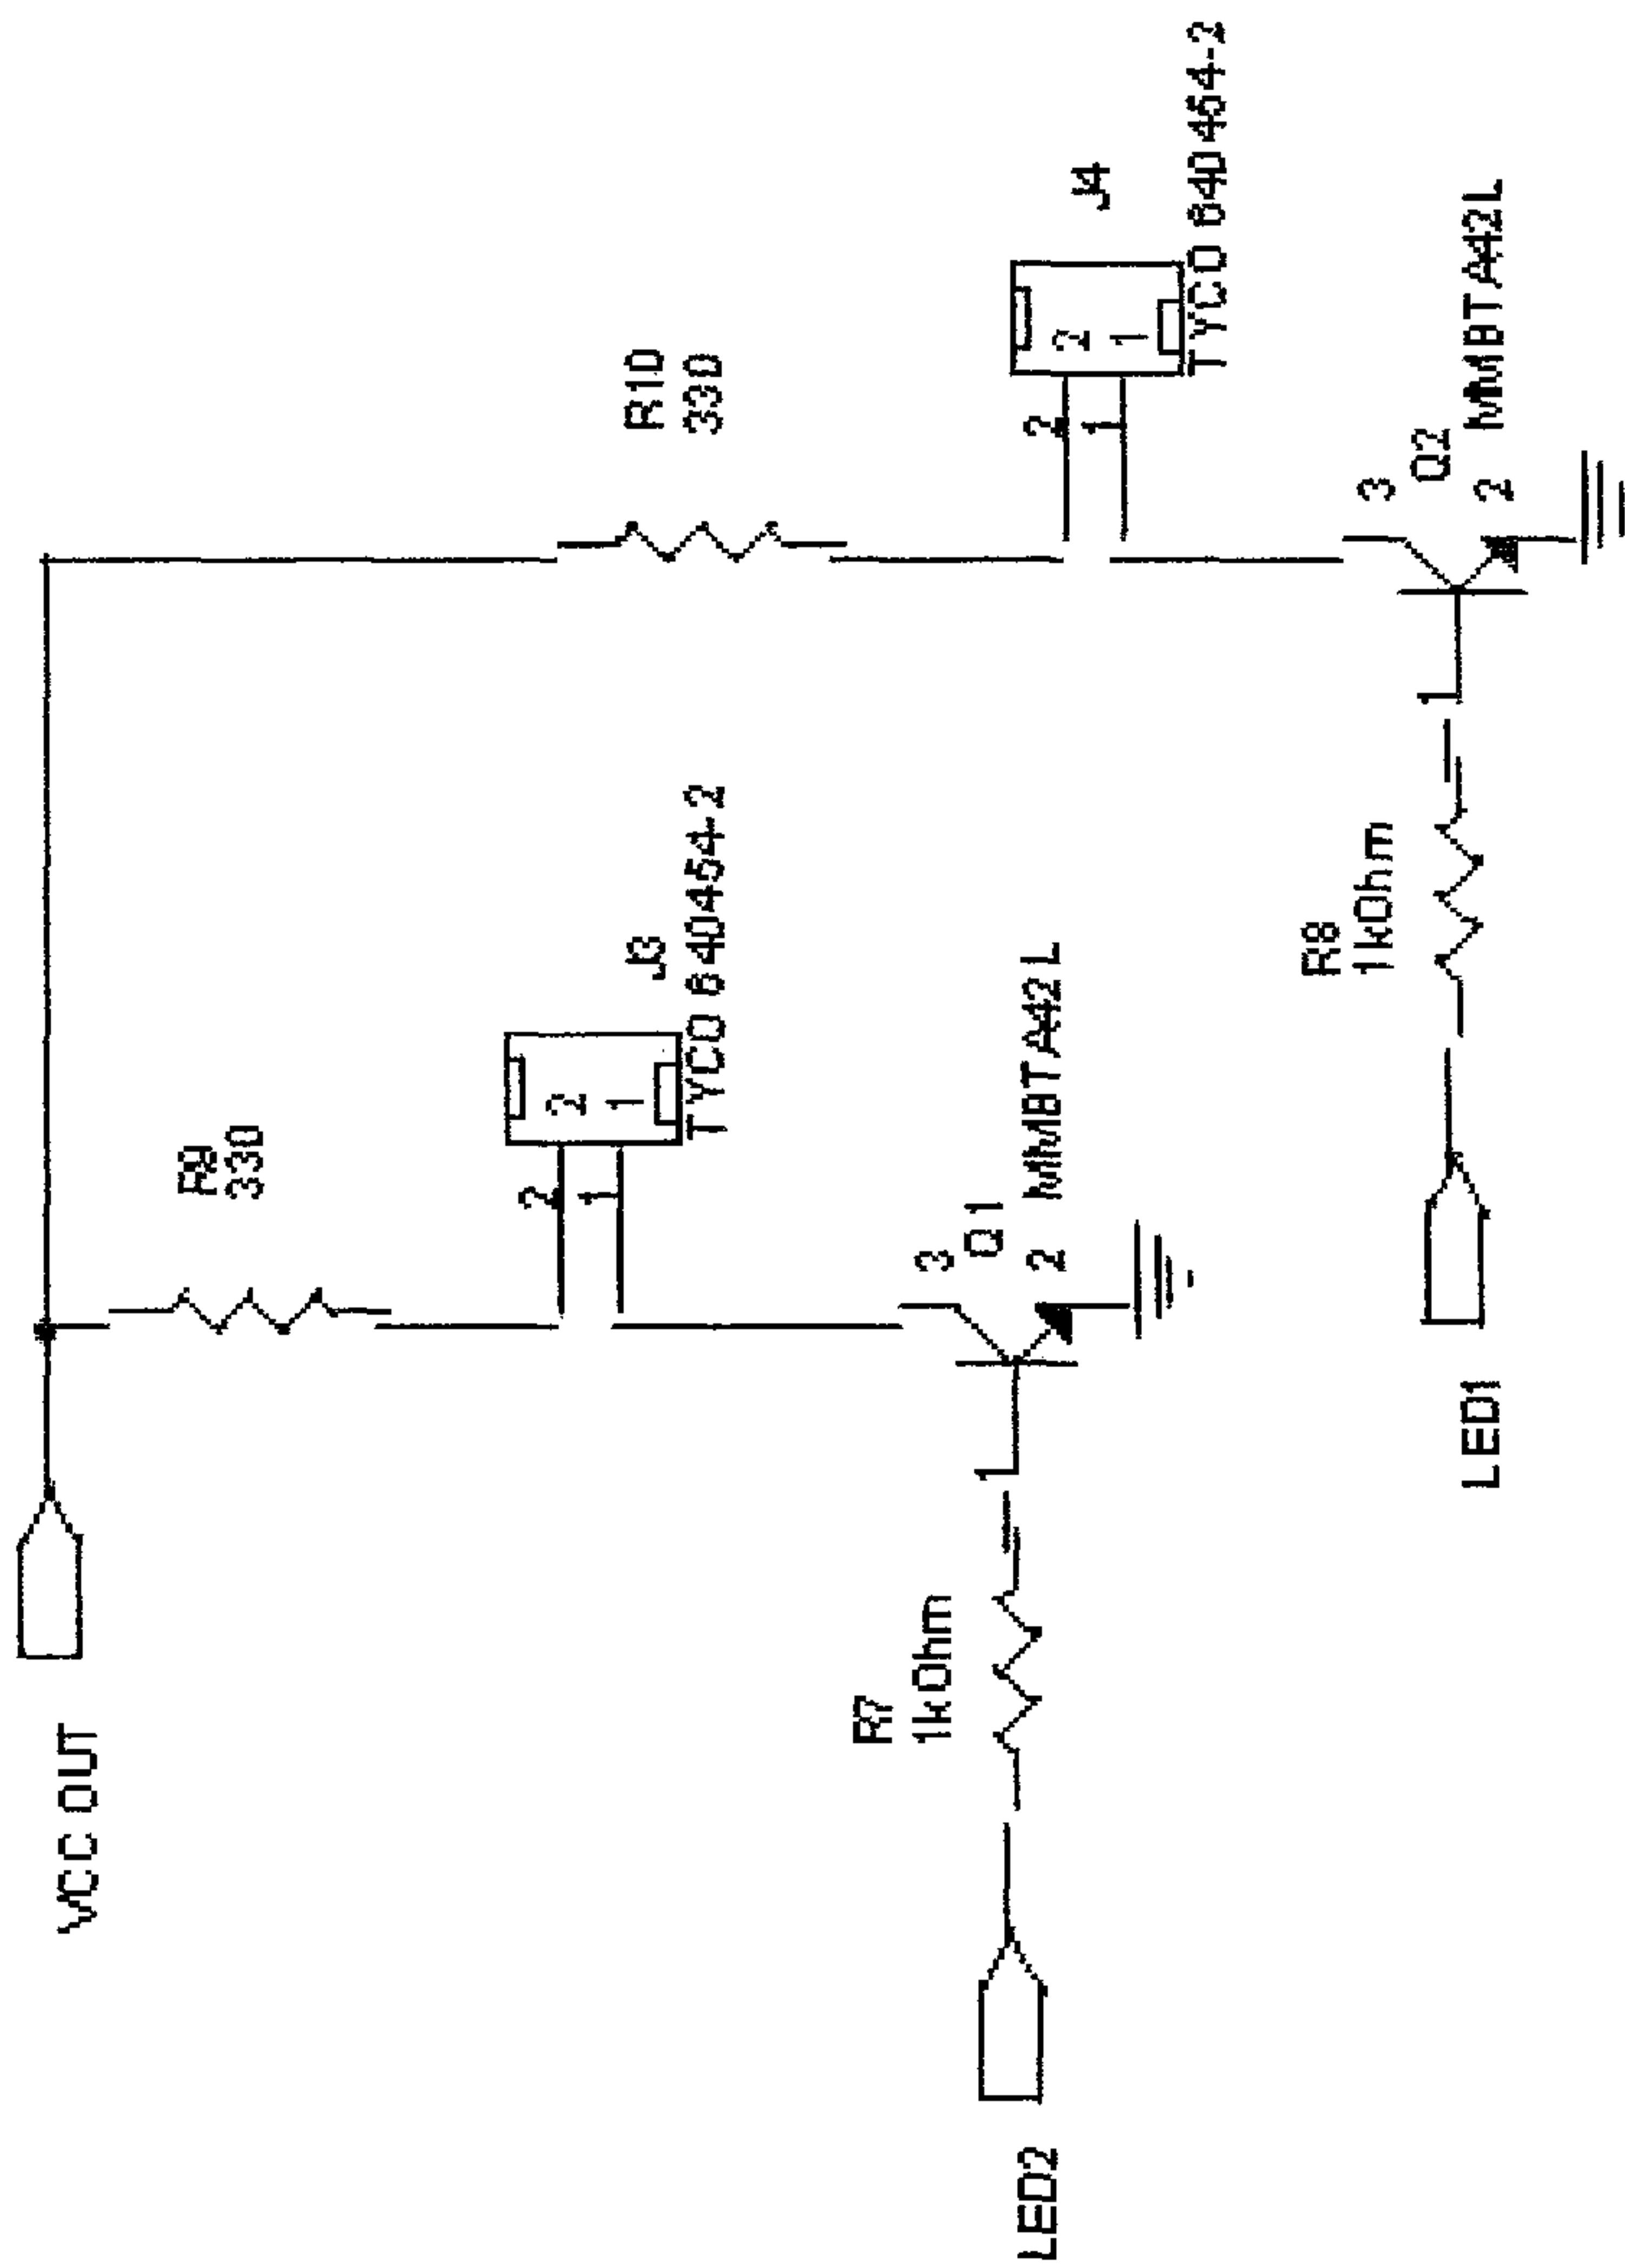 VCC OUT
R9
330
2
1
2
1
J3
TYCO 640454-2
3
Q1
2
MMBTA42L
1
R7
1kOhm
LED2
R10
330
2
1
2
1
J4
TYCO 640454-2
3
Q2
2
MMBTA42L
1
R8
1kOhm
LED1